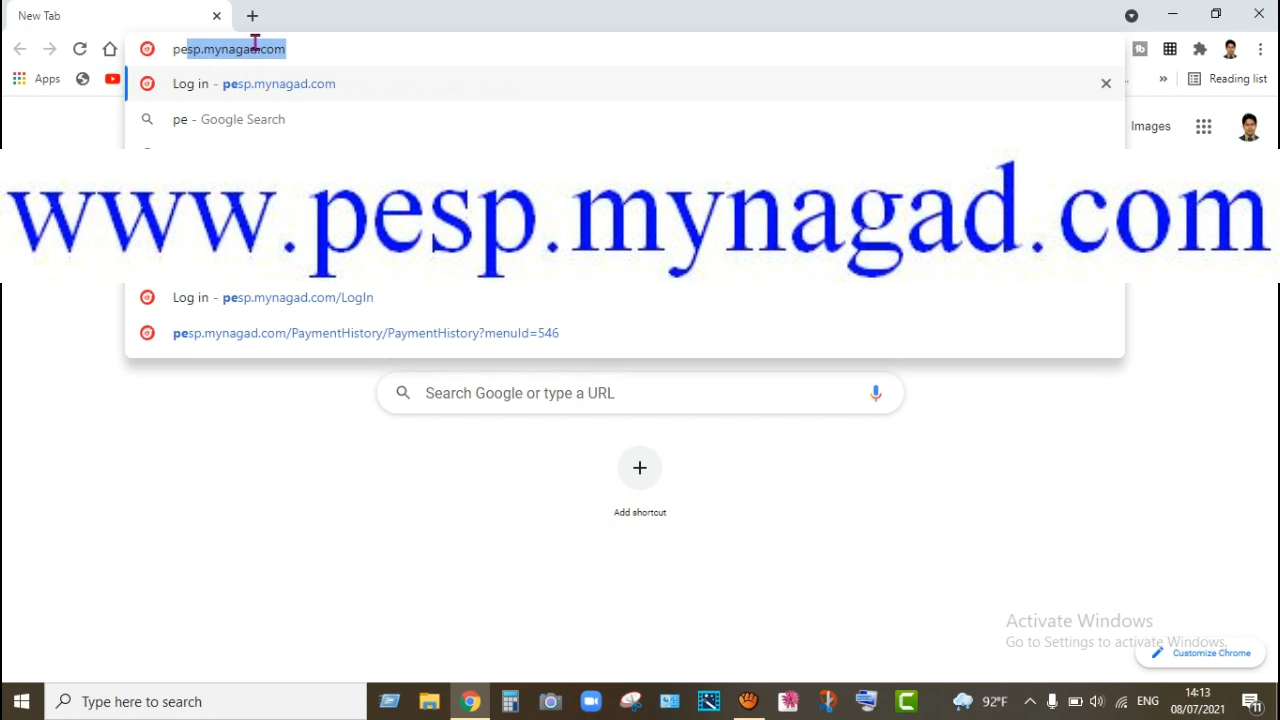 New Tab
pesp.mynagad.com
Apps
Reading list
Log in - pesp.mynagad.com
pe - Google Search
Images
www.pesp.mynagad.com
Log in - pesp.mynagad.com/LogIn
pesp.mynagad.com/PaymentHistory/PaymentHistory?menuId=546
Search Google or type a URL
Add shortcut
Activate Windows
Go to Settings to activate Windows.
Customize Chrome
Type here to search
92°F
ENG
14:13
08/07/2021
11